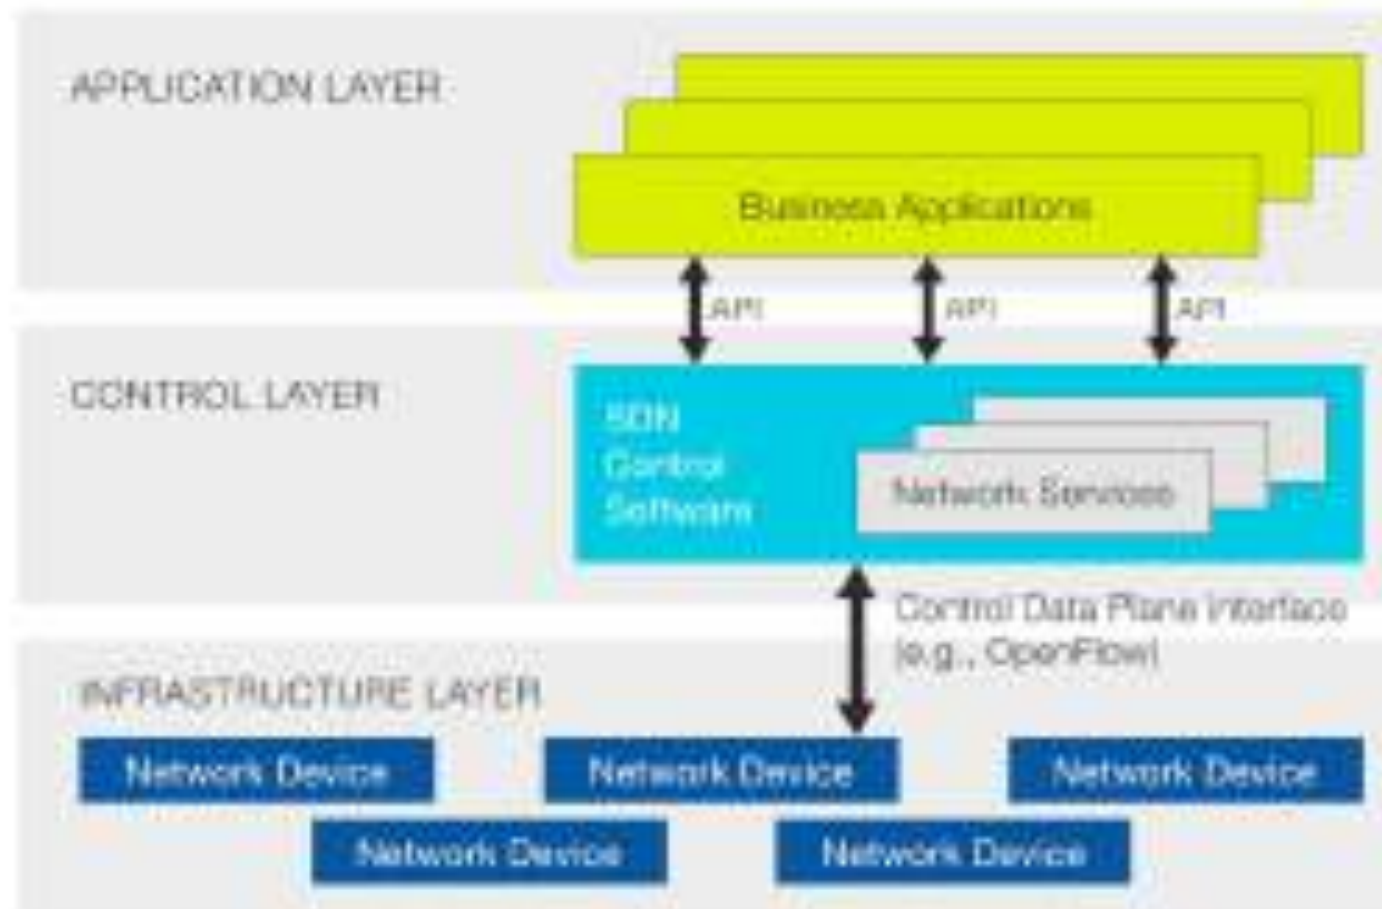 APPLICATION LAYER
Business Applications
API
API
API
CONTROL LAYER
SDN
Control
Software
Network Services
Control Data Plane Interface
(e.g., OpenFlow)
INFRASTRUCTURE LAYER
Network Device
Network Device
Network Device
Network Device
Network Device